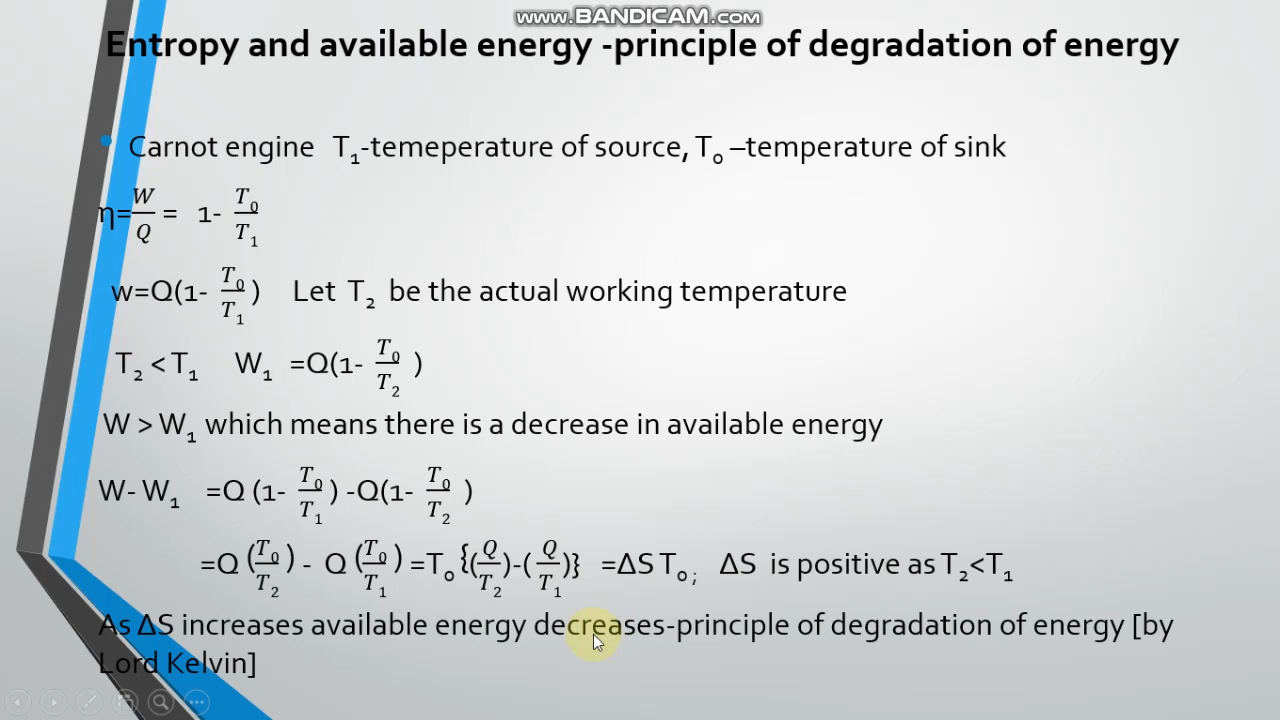 www.BANDICAM.com
Entropy and available energy -principle of degradation of energy
• Carnot engine T₁-temeperature of source, T₀ –temperature of sink
η=W/Q = 1- T₀/T₁
w=Q(1- T₀/T₁) Let T₂ be the actual working temperature
T₂ < T₁ W₁ =Q(1- T₀/T₂ )
W > W₁ which means there is a decrease in available energy
W- W₁ =Q (1- T₀/T₁) -Q(1- T₀/T₂ )
=Q (T₀/T₂) - Q (T₀/T₁) =T₀ {(Q/T₂)-( Q/T₁)} =ΔS T₀; ΔS is positive as T₂<T₁
As ΔS increases available energy decreases-principle of degradation of energy [by
Lord Kelvin]